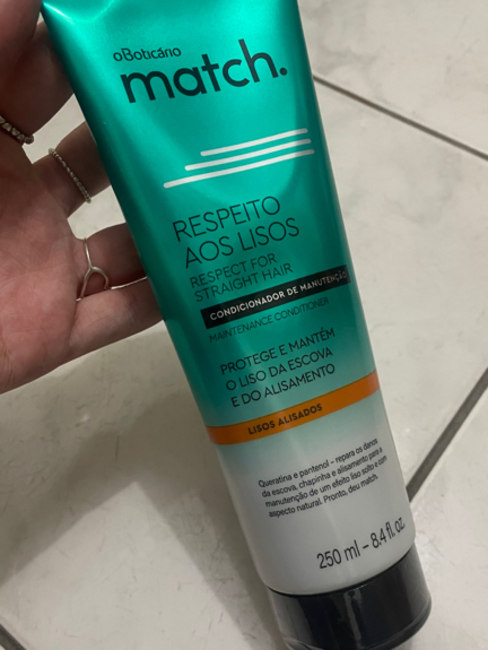 oBoticário
match.
RESPEITO
AOS LISOS
RESPECT FOR
STRAIGHT HAIR
CONDICIONADOR DE MANUTENÇÃO
MAINTENANCE CONDITIONER
PROTEGE E MANTÉM
O LISO DA ESCOVA
E DO ALISAMENTO
LISOS ALISADOS
Queratina e pantenol - repara os danos
da escova, chapinha e alisamento para a
manutenção de um efeito liso solto e com
aspecto natural. Pronto, deu match.
250 ml - 8.4 fl. oz.